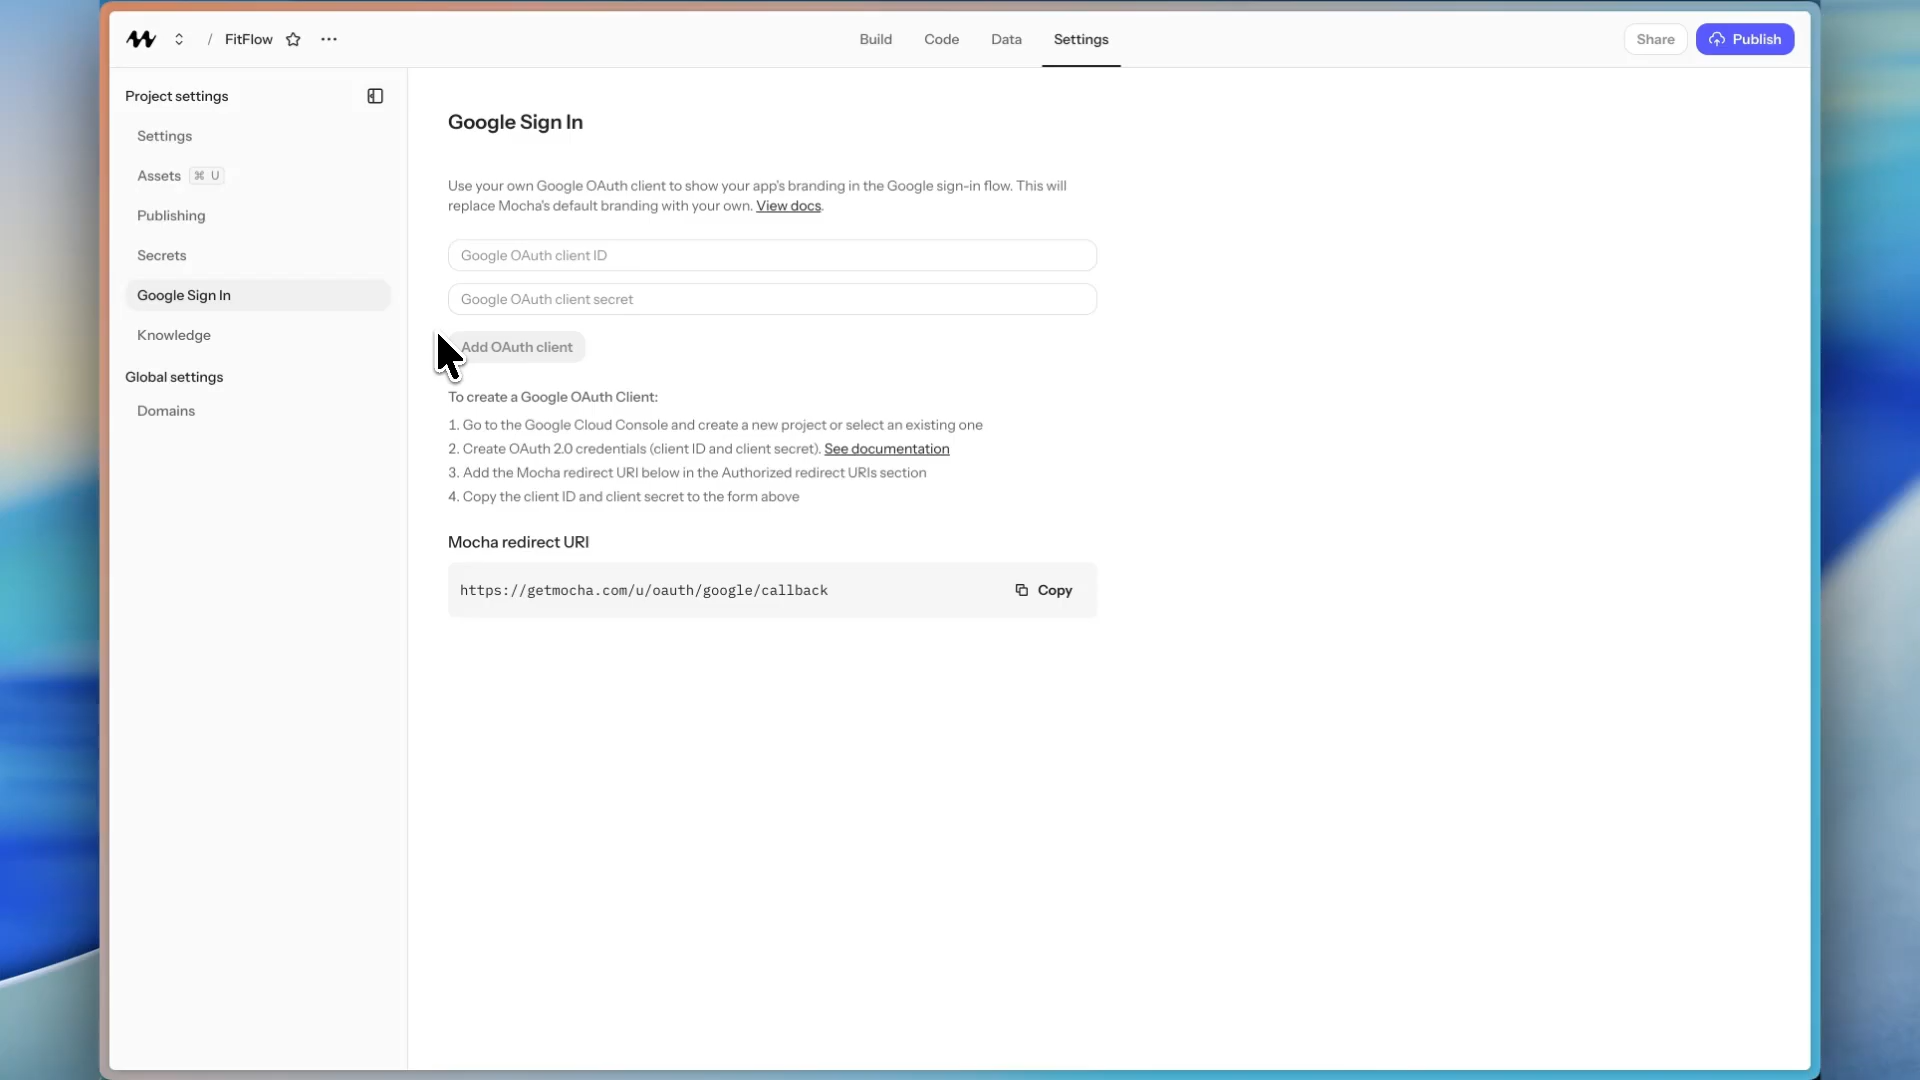 / FitFlow
Build
Code
Data
Settings
Share
Publish
Project settings
Settings
Assets ⌘ U
Publishing
Secrets
Google Sign In
Knowledge
Global settings
Domains
Google Sign In
Use your own Google OAuth client to show your app's branding in the Google sign-in flow. This will
replace Mocha's default branding with your own. View docs.
Google OAuth client ID
Google OAuth client secret
Add OAuth client
To create a Google OAuth Client:
1. Go to the Google Cloud Console and create a new project or select an existing one
2. Create OAuth 2.0 credentials (client ID and client secret). See documentation
3. Add the Mocha redirect URI below in the Authorized redirect URIs section
4. Copy the client ID and client secret to the form above
Mocha redirect URI
https://getmocha.com/u/oauth/google/callback
Copy